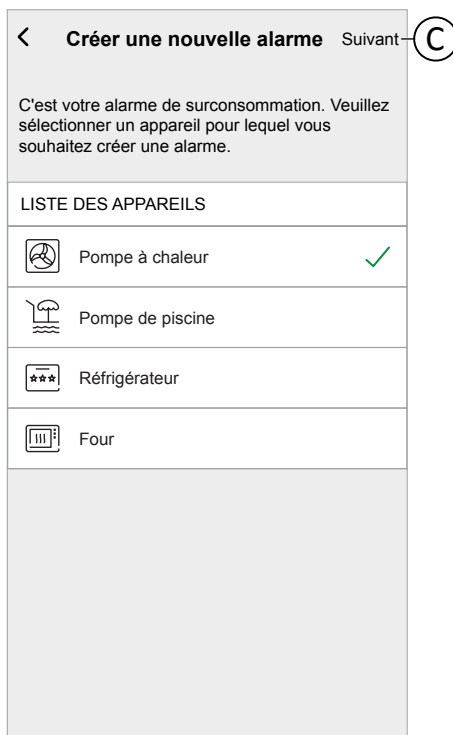 Créer une nouvelle alarme Suivant C
C'est votre alarme de surconsommation. Veuillez
sélectionner un appareil pour lequel vous
souhaitez créer une alarme.
LISTE DES APPAREILS
Pompe à chaleur
Pompe de piscine
Réfrigérateur
Four